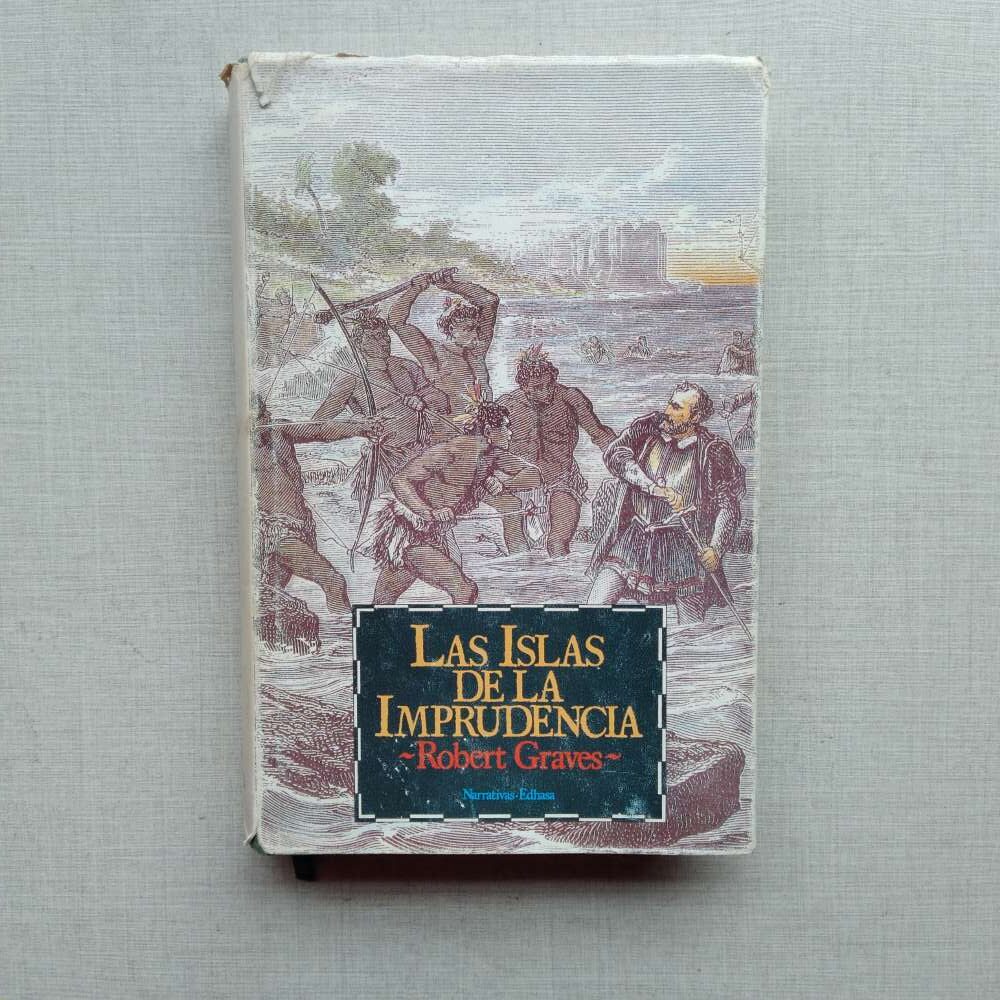 LAS ISLAS
DE LA
IMPRUDENCIA
~Robert Graves~
Narrativas·Edhasa